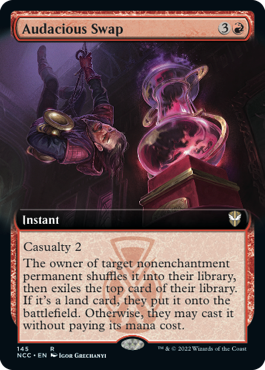 Audacious Swap 3
Instant
Casualty 2
The owner of target nonenchantment
permanent shuffles it into their library,
then exiles the top card of their library.
If it's a land card, they put it onto the
battlefield. Otherwise, they may cast it
without paying its mana cost.
145 R
NCC • EN Igor Grechanyi
™ & © 2022 Wizards of the Coast